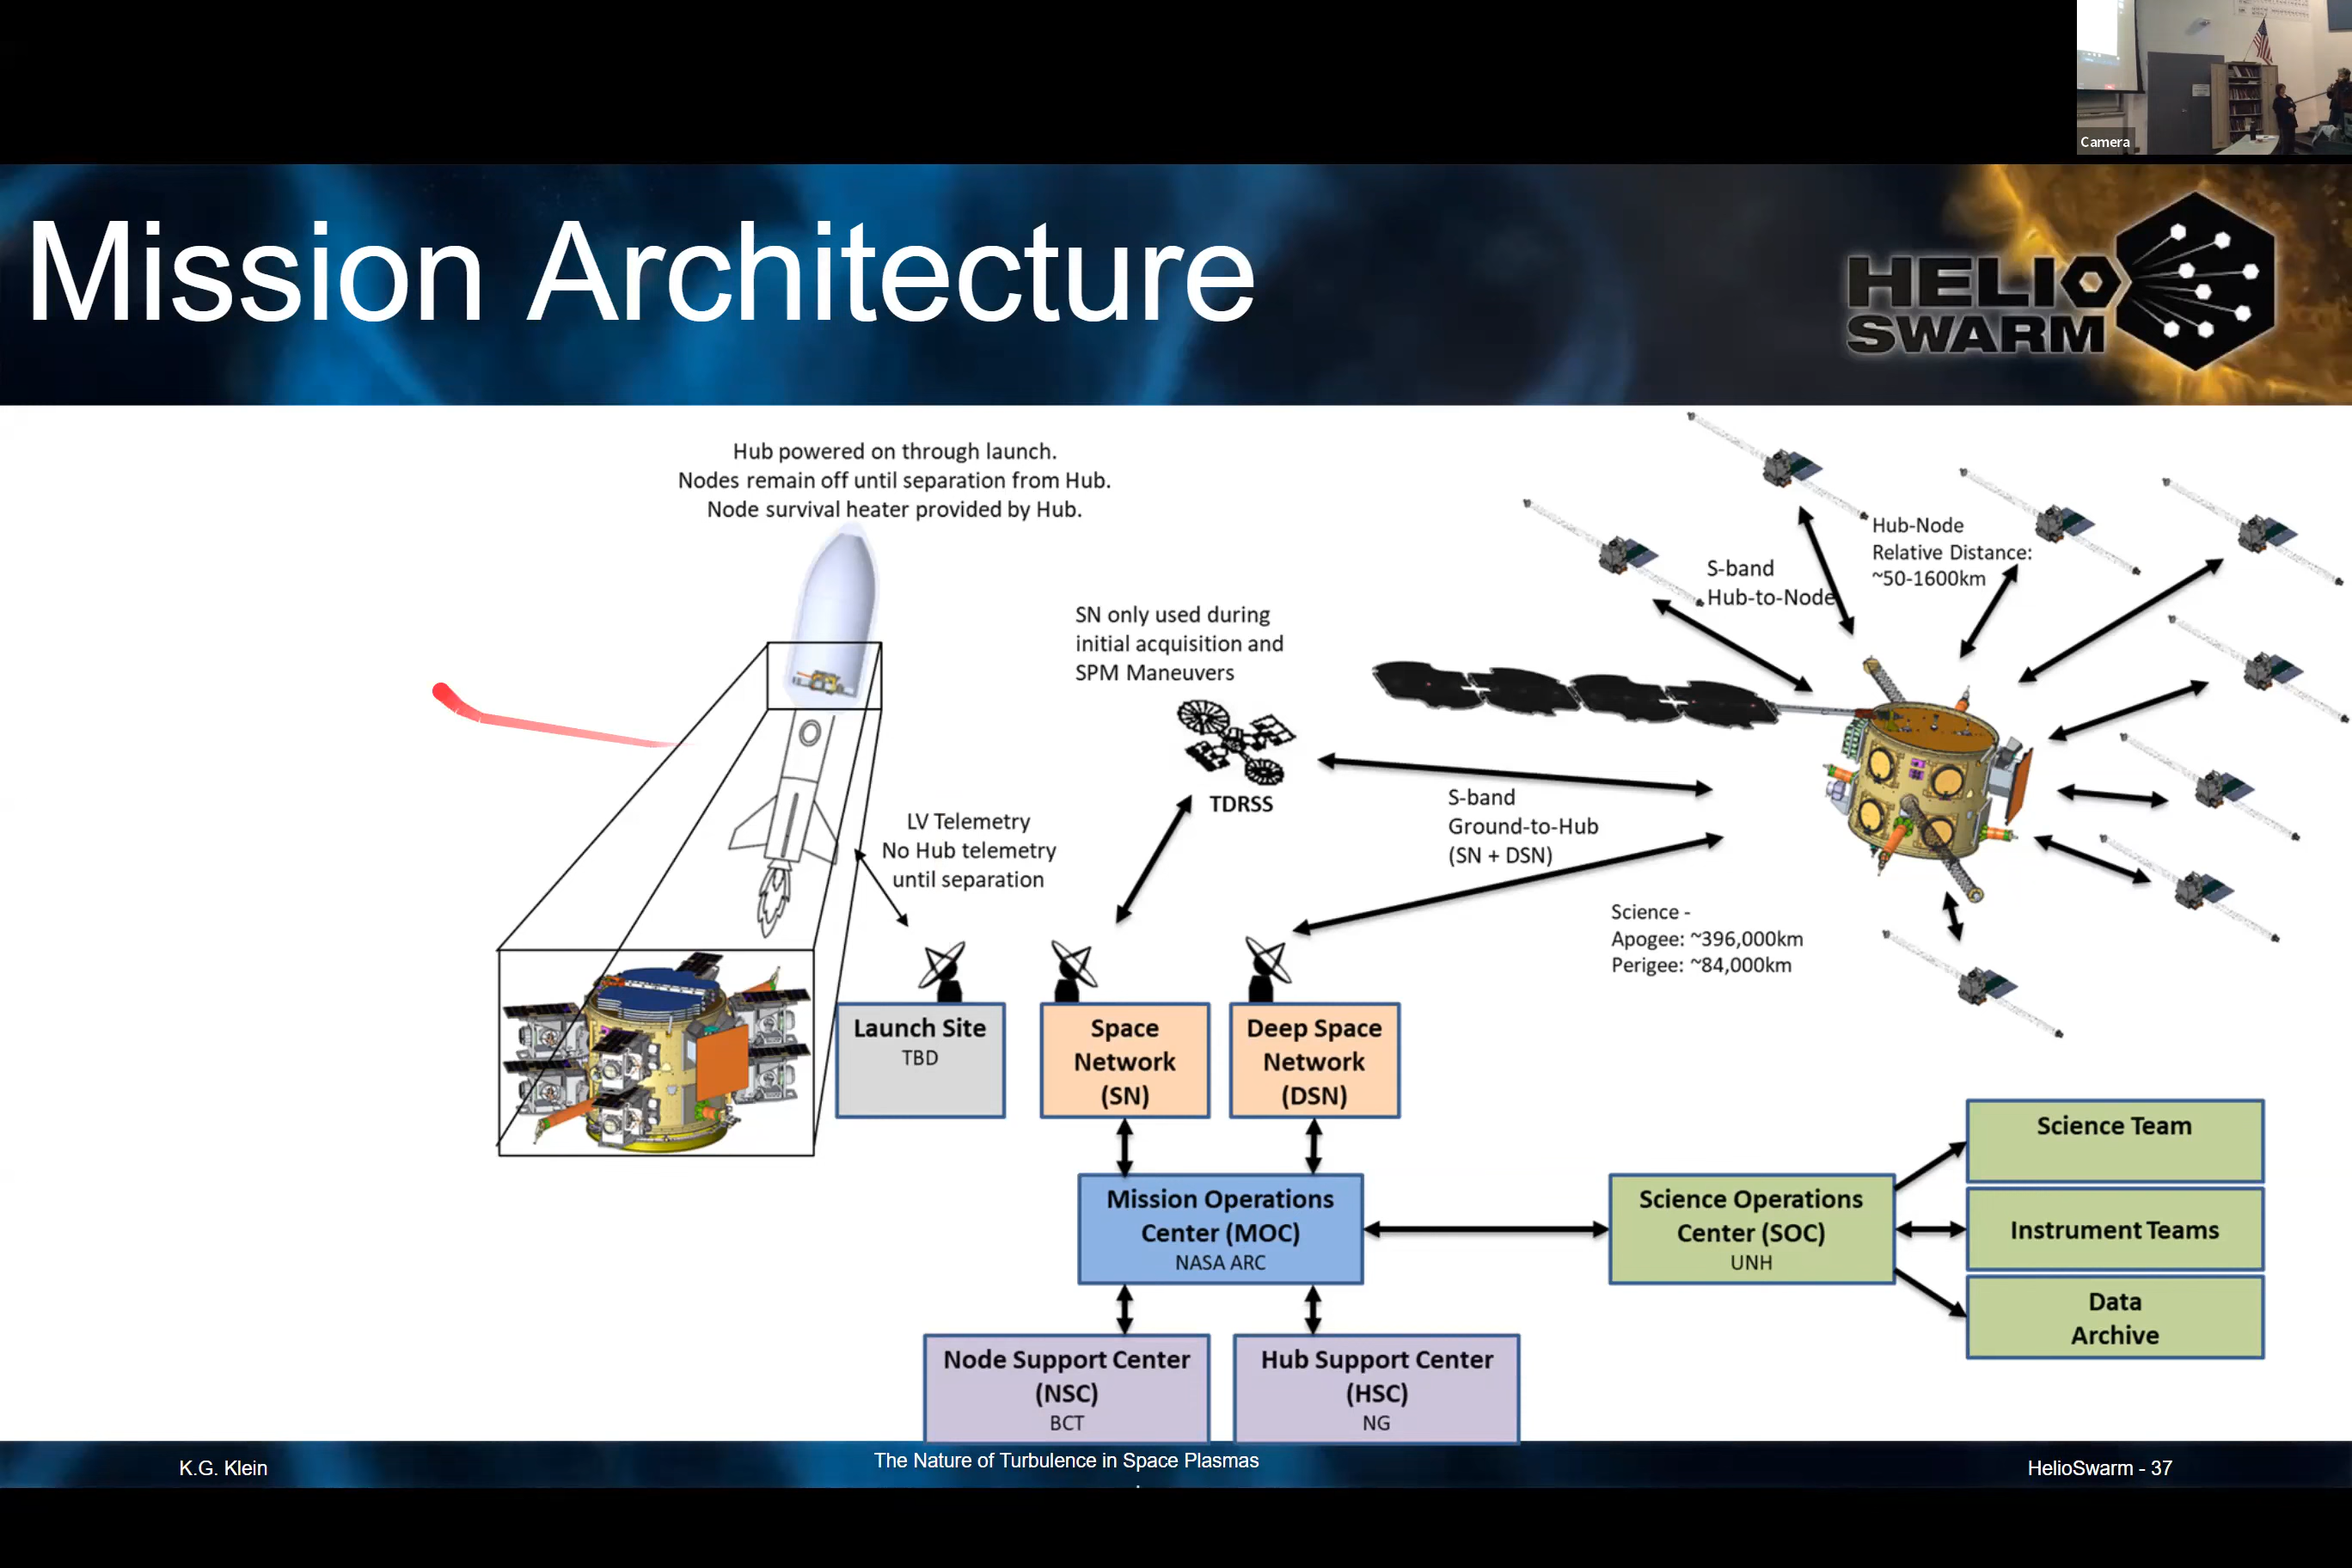 Camera
Mission Architecture
HELIO
SWARM
Hub powered on through launch.
Nodes remain off until separation from Hub.
Node survival heater provided by Hub.
SN only used during
initial acquisition and
SPM Maneuvers
TDRSS
LV Telemetry
No Hub telemetry
until separation
S-band
Hub-to-Node
Hub-Node
Relative Distance:
~50-1600km
S-band
Ground-to-Hub
(SN + DSN)
Science -
Apogee: ~396,000km
Perigee: ~84,000km
Launch Site
TBD
Space
Network
(SN)
Deep Space
Network
(DSN)
Mission Operations
Center (MOC)
NASA ARC
Science Operations
Center (SOC)
UNH
Science Team
Instrument Teams
Data
Archive
Node Support Center
(NSC)
BCT
Hub Support Center
(HSC)
NG
K.G. Klein
The Nature of Turbulence in Space Plasmas
HelioSwarm - 37